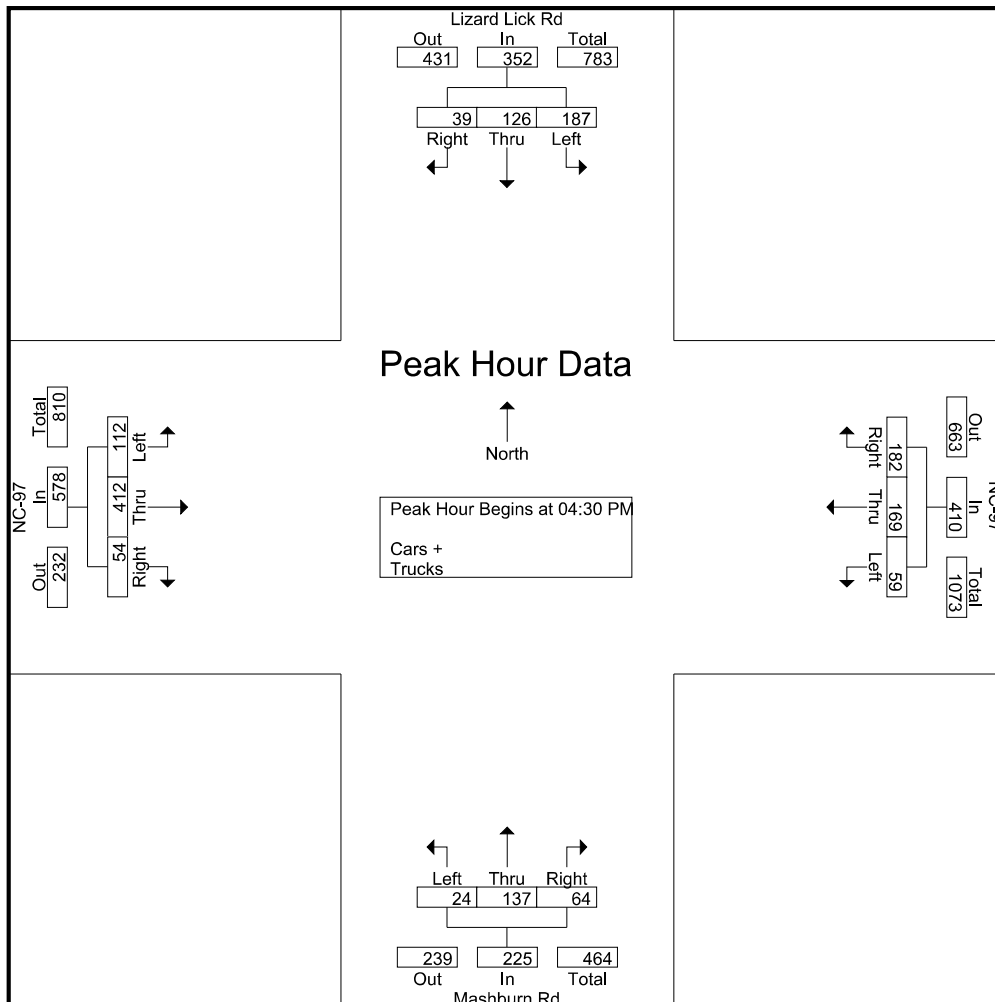 Lizard Lick Rd
Out In Total
431 352 783
39 126 187
Right Thru Left
Peak Hour Data
North
Peak Hour Begins at 04:30 PM
Cars +
Trucks
NC-97
Total In Out
810 578 232
112 412 54
Left Thru Right
NC-97
Out In Total
663 410 1073
182 169 59
Right Thru Left
Left Thru Right
24 137 64
239 225 464
Out In Total
Mashburn Rd